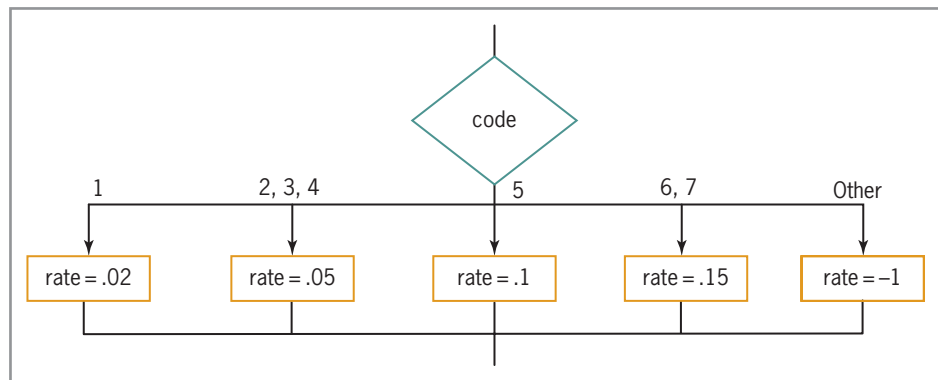 code
1
2, 3, 4
5
6, 7
Other
rate = .02
rate = .05
rate = .1
rate = .15
rate = –1